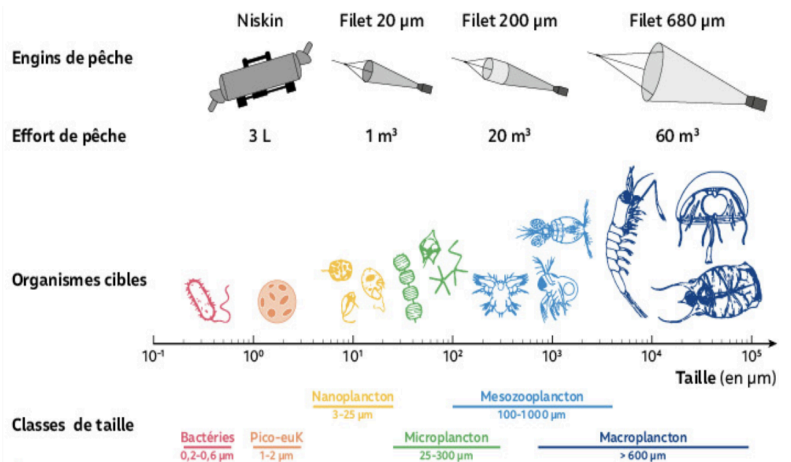 Niskin Filet 20 µm Filet 200 µm Filet 680 µm
Engins de pêche
Effort de pêche 3 L 1 m³ 20 m³ 60 m³
Organismes cibles
10⁻¹ 10⁰ 10¹ 10² 10³ 10⁴ 10⁵
Taille (en µm)
Nanoplancton Mesozooplancton
3-25 µm 100-1000 µm
Classes de taille
Bactéries Pico-euK Microplancton Macroplancton
0,2-0,6 µm 1-2 µm 25-300 µm > 600 µm